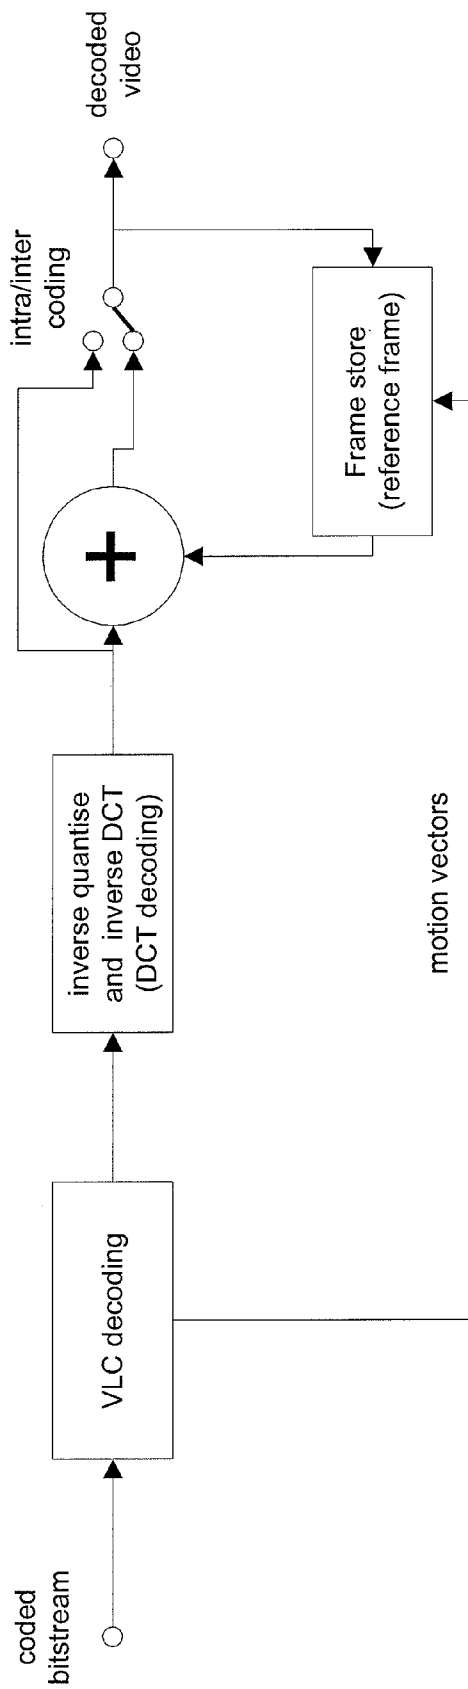 coded
bitstream
VLC decoding
inverse quantise
and inverse DCT
(DCT decoding)
+
intra/inter
coding
decoded
video
Frame store
(reference frame)
motion vectors